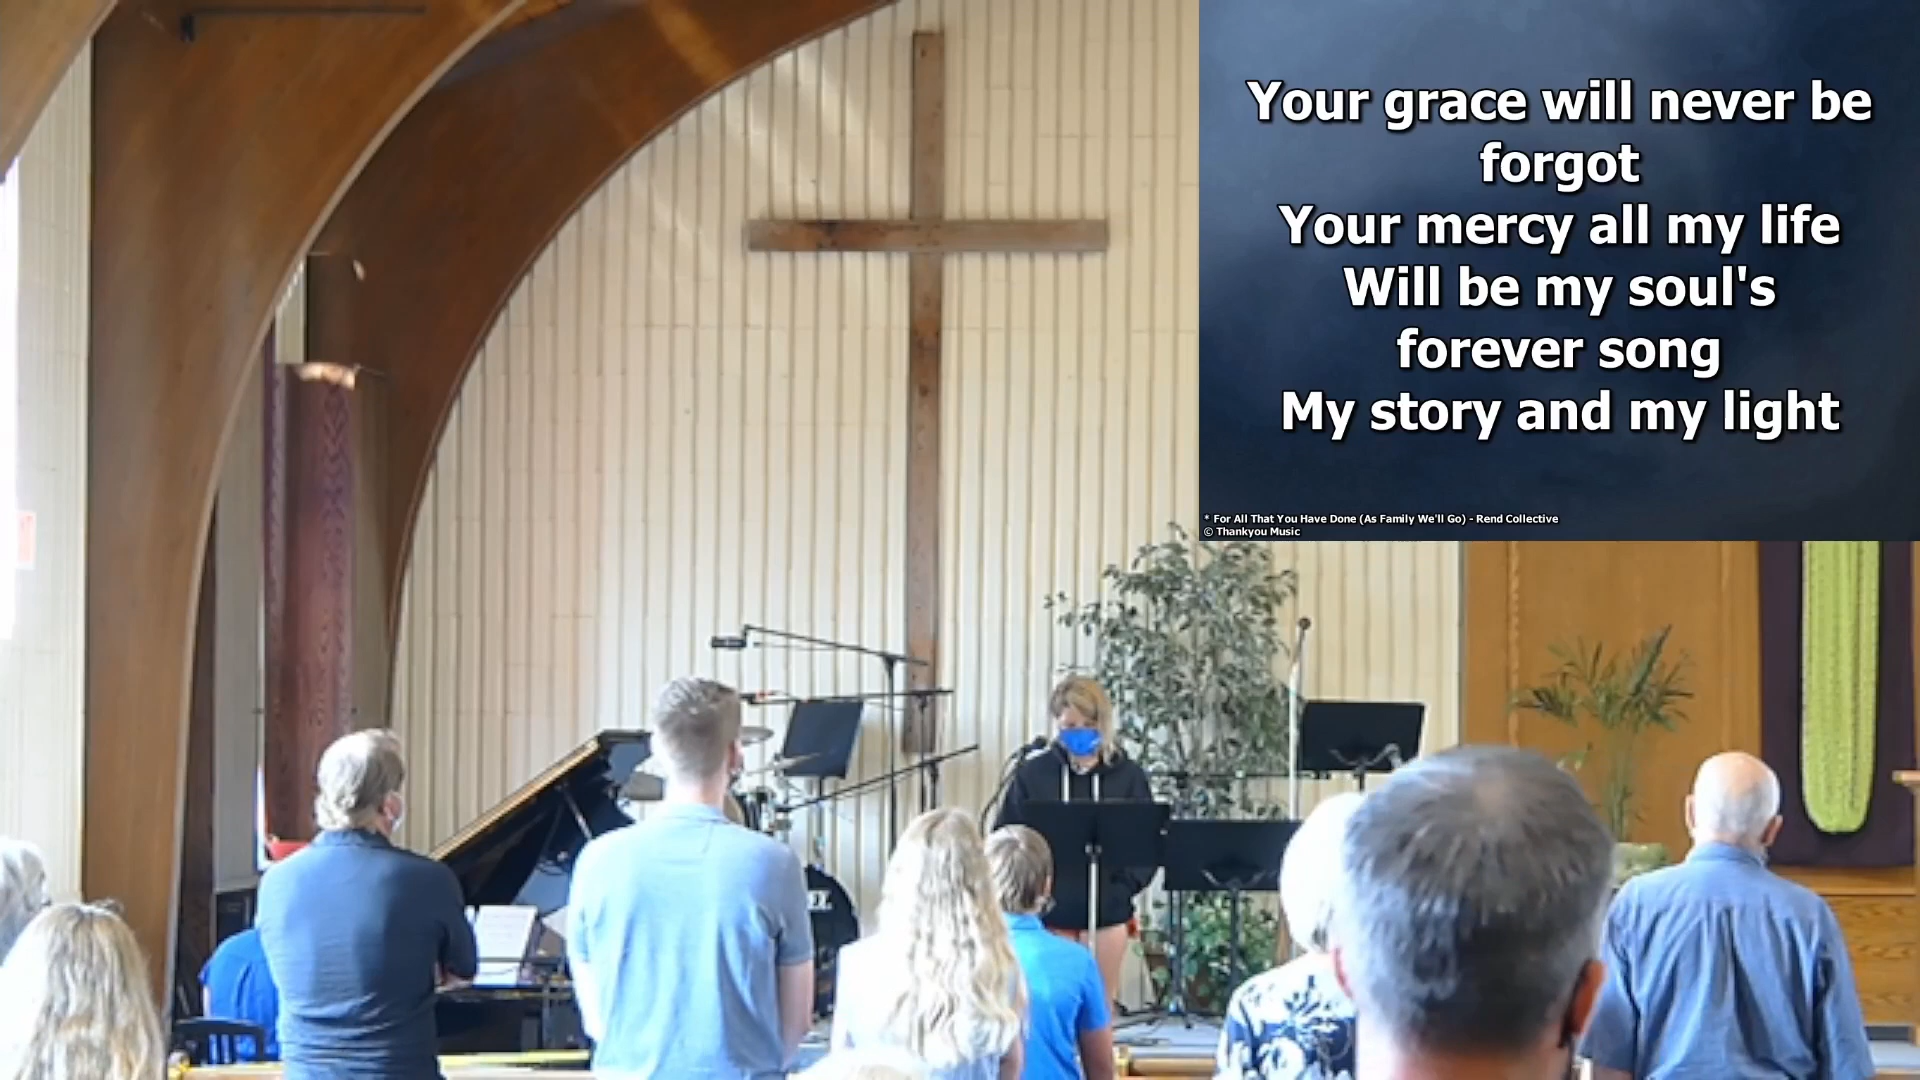 Your grace will never be
forgot
Your mercy all my life
Will be my soul's
forever song
My story and my light
* For All That You Have Done (As Family We'll Go) - Rend Collective
© Thankyou Music